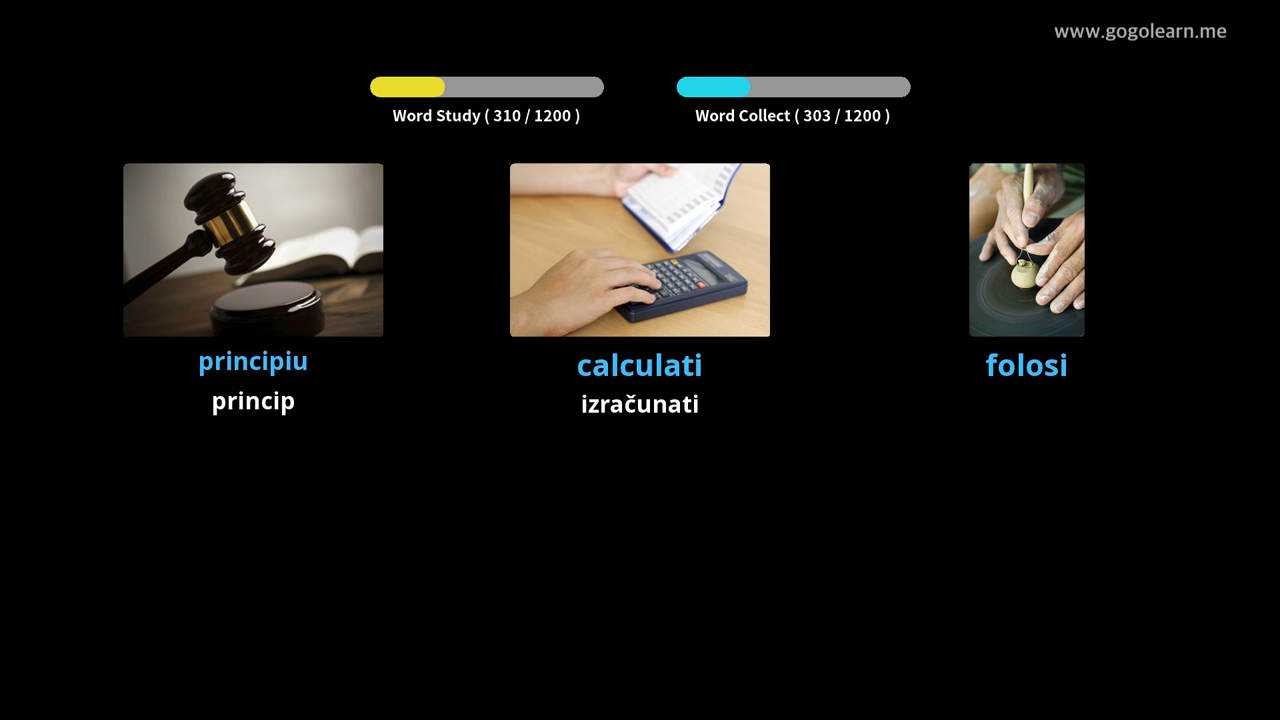 www.gogolearn.me
Word Study ( 310 / 1200 )
Word Collect ( 303 / 1200 )
principiu
princip
calculati
izračunati
folosi